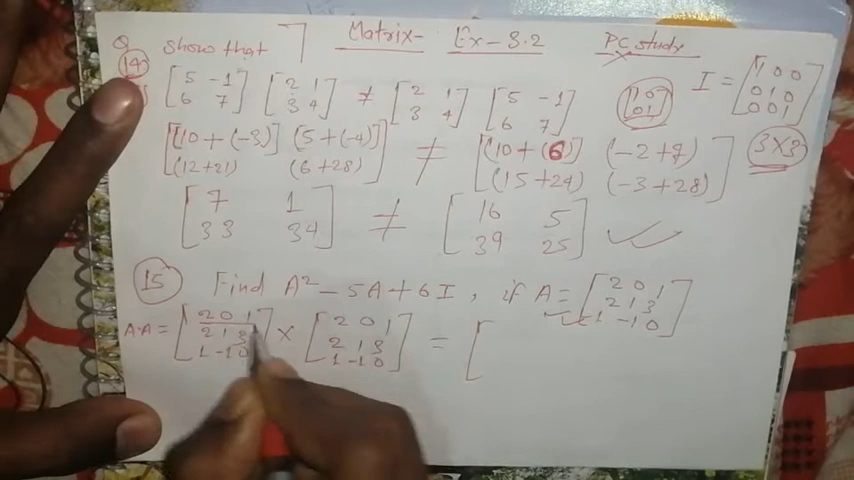 Matrix- Ex-3.2 PC study
Q show that
14 [5 -1 [2 1 ≠ [2 1 [5 -1 [1 0 I = [1 0 0
6 7] 3 4] 3 4] 6 7] 0 1] 0 1 0
0 0 1]
[[10+(-3)] (5+(-4)] ≠ [(10+(6)] (-2+7) 3×3
(12+21) (6+28)] (15+24) (-3+28)]
[7 1 ≠ [16 5
33 34] 39 25]
15 Find A² - 5A + 6I , if A = [2 0 1
2 1 3
1 -1 0]
A·A = [2 0 1 × [2 0 1 = [
2 1 3 2 1 3
1 -1 0] 1 -1 0]